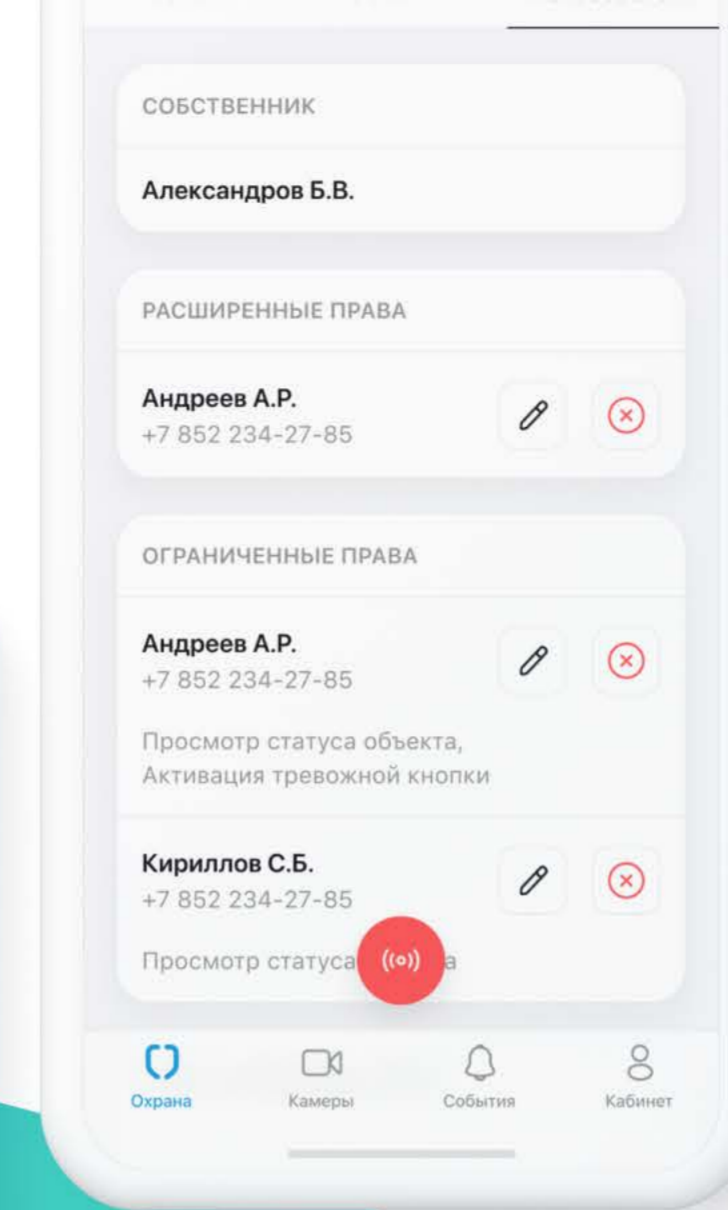 СОБСТВЕННИК
Александров Б.В.
РАСШИРЕННЫЕ ПРАВА
Андреев А.Р.
+7 852 234-27-85
ОГРАНИЧЕННЫЕ ПРАВА
Андреев А.Р.
+7 852 234-27-85
Просмотр статуса объекта,
Активация тревожной кнопки
Кириллов С.Б.
+7 852 234-27-85
Просмотр статуса а
Охрана Камеры События Кабинет